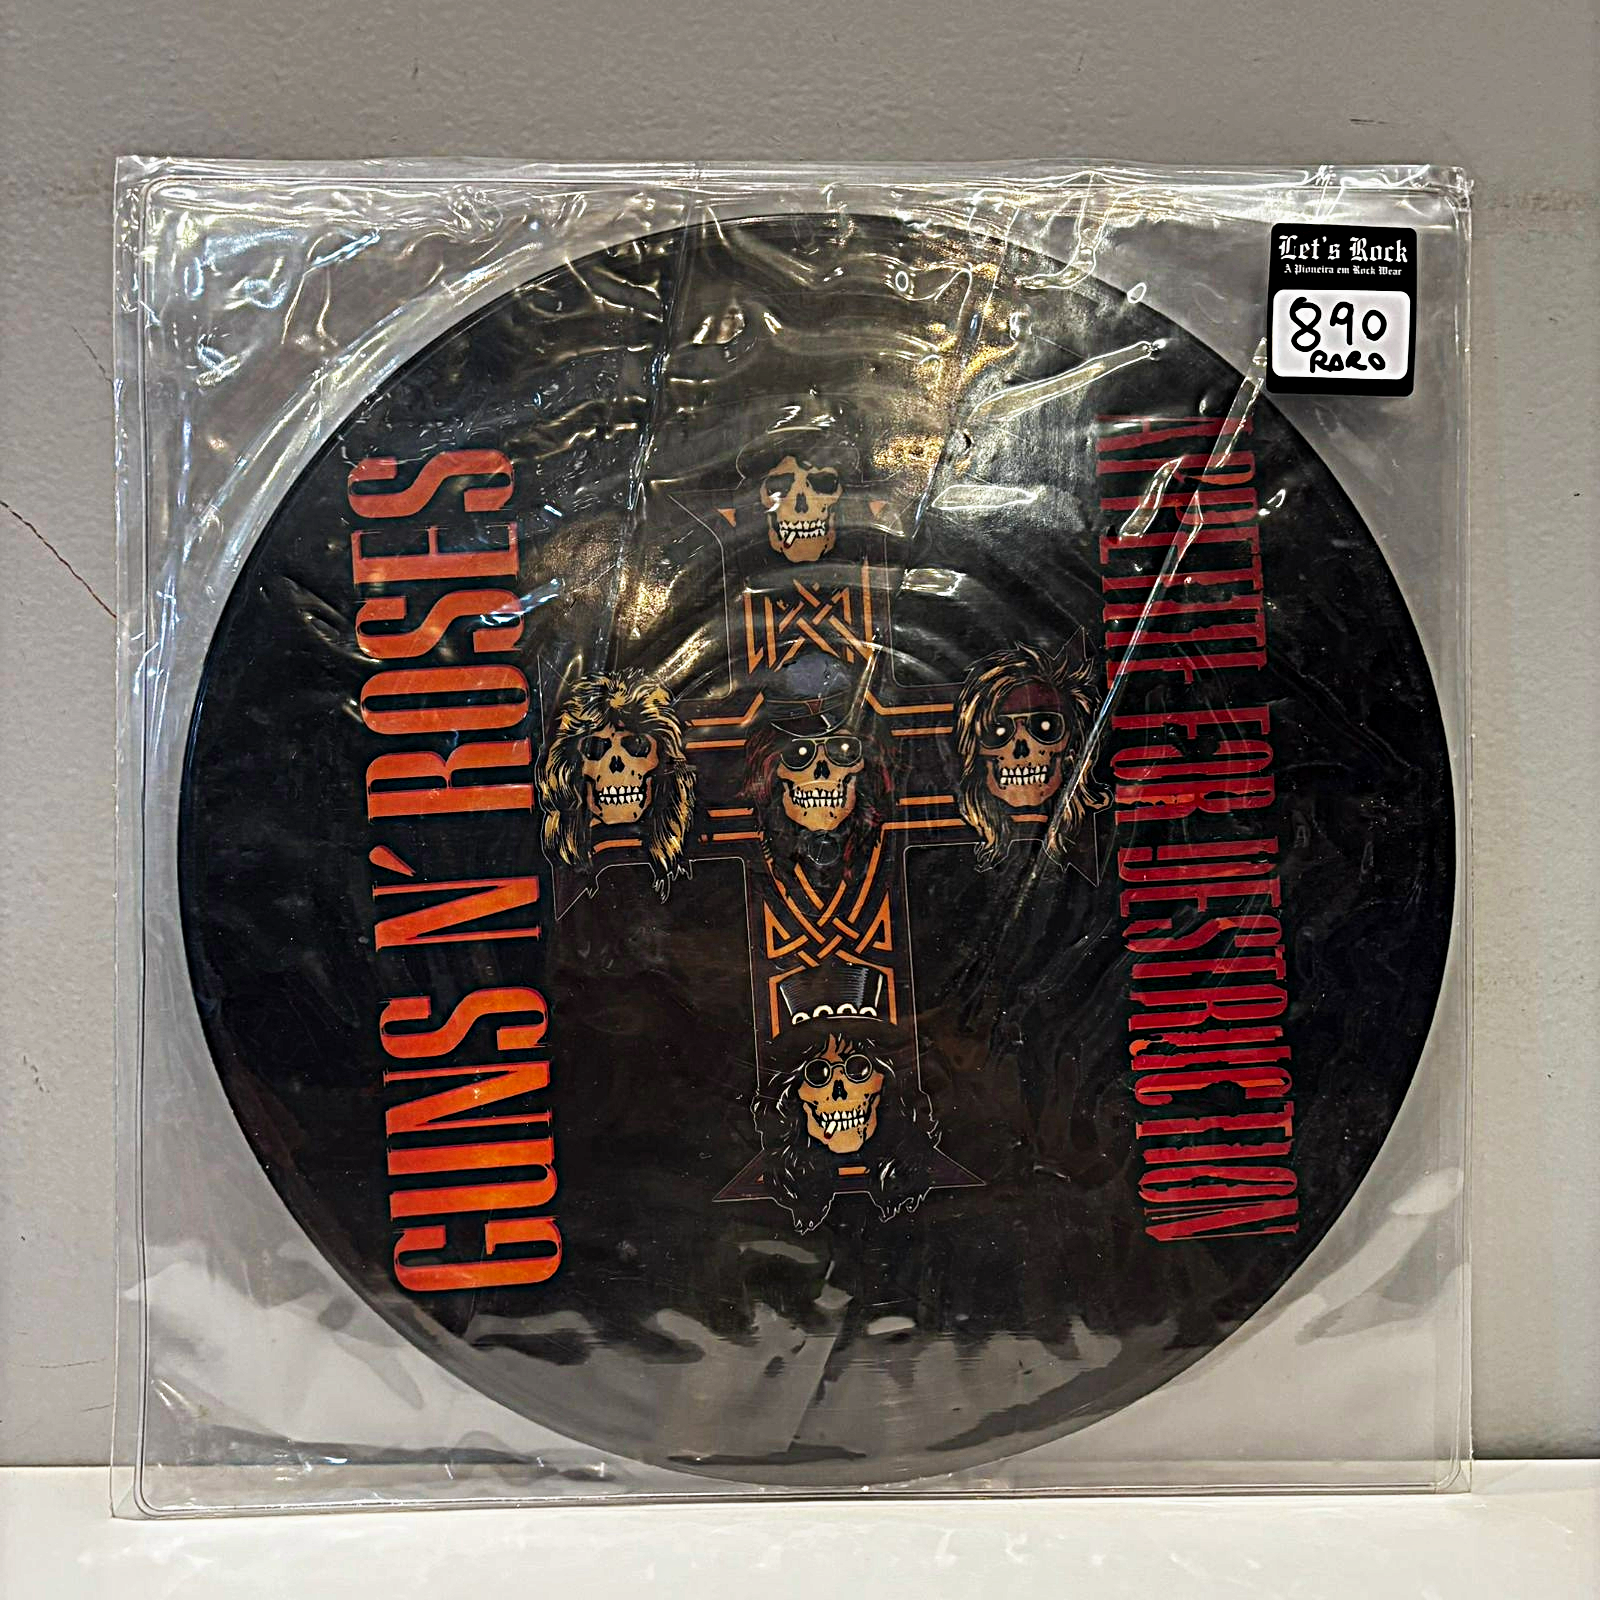 GUNS N' ROSES
APPETITE FOR DESTRUCTION
Let's Rock
A Pioneira em Rock Wear
890
RARO